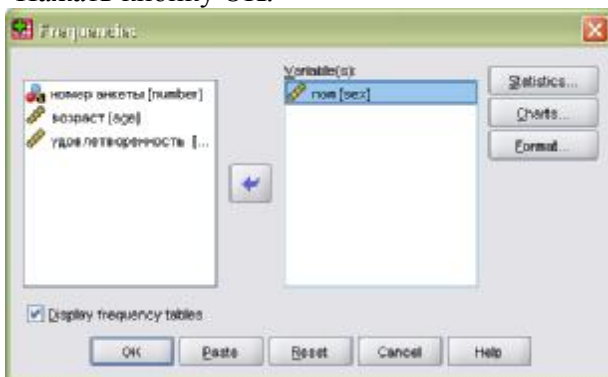 Нажать кнопку OK.
Frequencies
номер анкеты [number]
возраст [age]
удовлетворенность [...
Variable(s):
пол [sex]
Statistics...
Charts...
Format...
Display frequency tables
OK
Paste
Reset
Cancel
Help